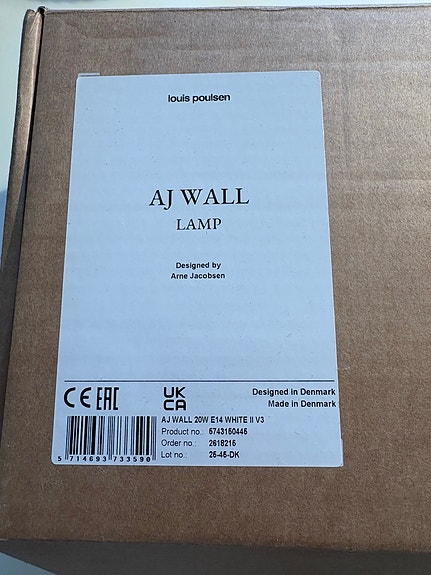 louis poulsen
AJ WALL
LAMP
Designed by
Arne Jacobsen
CE EAC UK CA
Designed in Denmark
Made in Denmark
AJ WALL 20W E14 WHITE II V3
Product no.: 5743160445
Order no.: 2618215
Lot no.: 25-45-DK
5 714693 733590